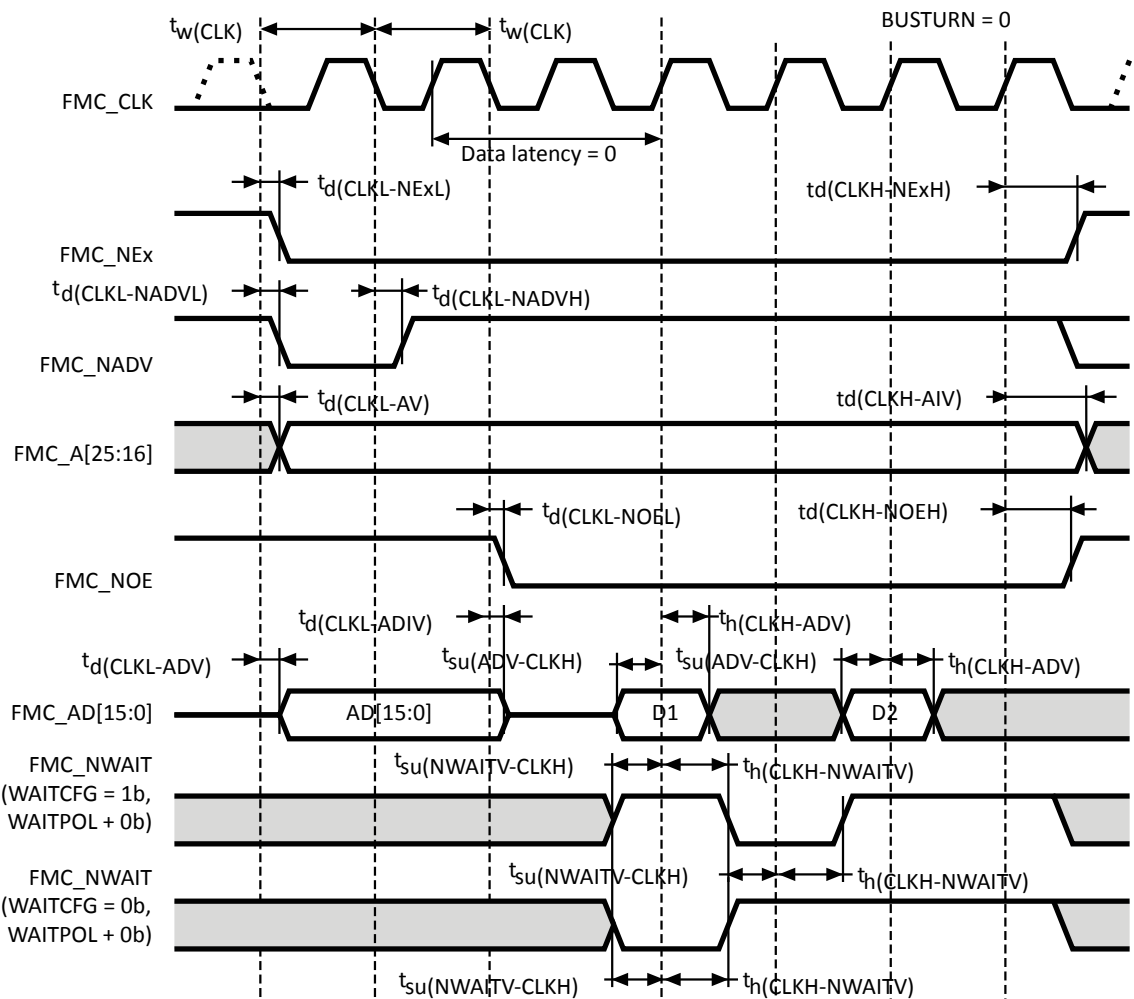 BUSTURN = 0
tw(CLK) tw(CLK)
FMC_CLK
Data latency = 0
td(CLKL-NExL) td(CLKH-NExH)
FMC_NEx
td(CLKL-NADVL) td(CLKL-NADVH)
FMC_NADV
td(CLKL-AV) td(CLKH-AIV)
FMC_A[25:16]
td(CLKL-NOEL) td(CLKH-NOEH)
FMC_NOE
td(CLKL-ADIV) th(CLKH-ADV)
td(CLKL-ADV) tsu(ADV-CLKH) tsu(ADV-CLKH) th(CLKH-ADV)
FMC_AD[15:0] AD[15:0] D1 D2
FMC_NWAIT tsu(NWAITV-CLKH) th(CLKH-NWAITV)
(WAITCFG = 1b,
WAITPOL + 0b)
tsu(NWAITV-CLKH) th(CLKH-NWAITV)
FMC_NWAIT
(WAITCFG = 0b,
WAITPOL + 0b)
tsu(NWAITV-CLKH) th(CLKH-NWAITV)